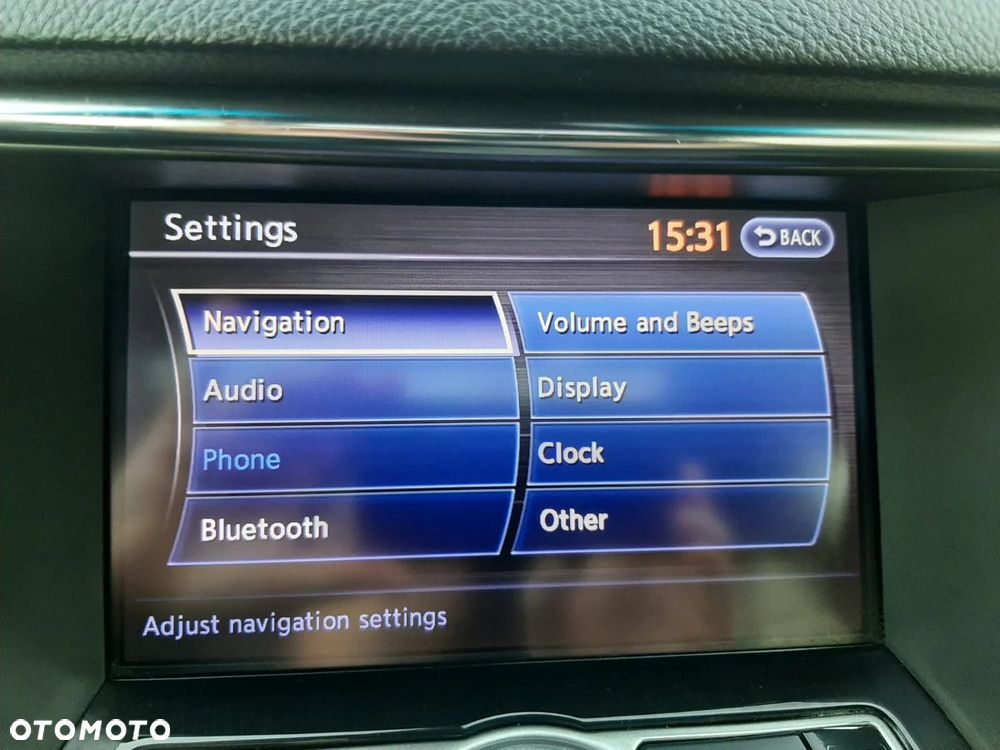 Settings
15:31
BACK
Navigation
Volume and Beeps
Audio
Display
Phone
Clock
Bluetooth
Other
Adjust navigation settings
OTOMOTO